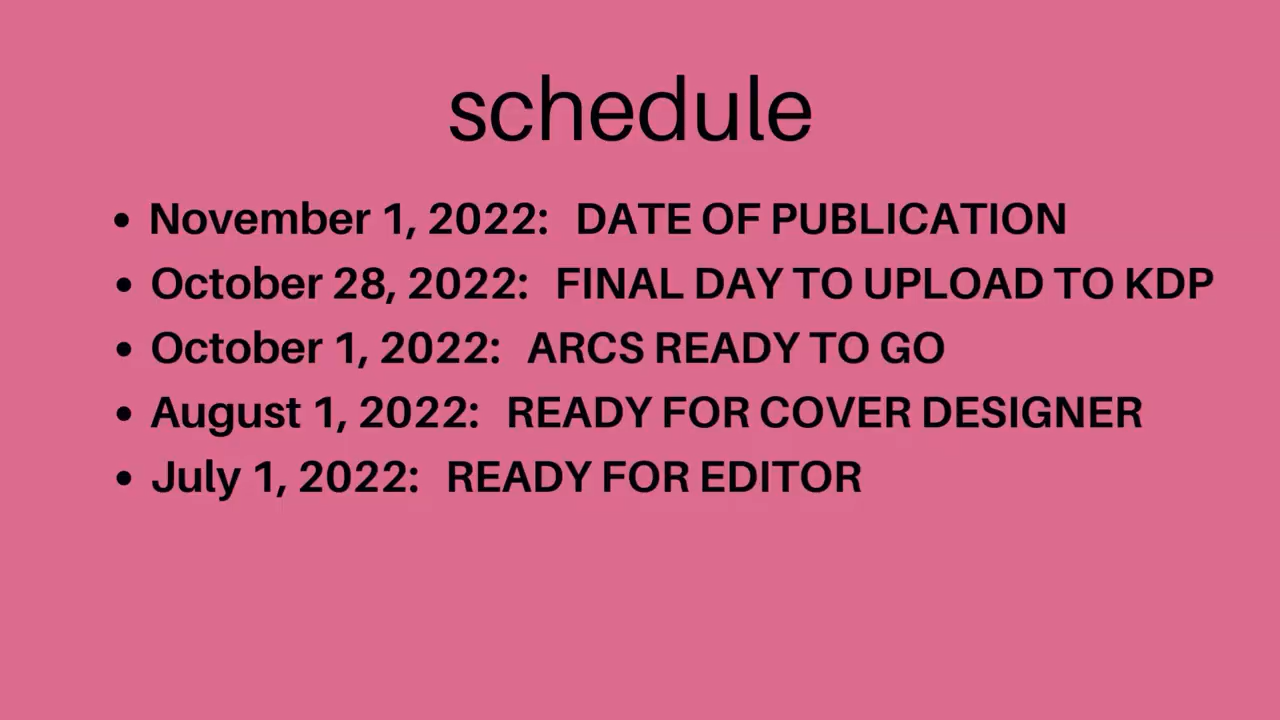 schedule
• November 1, 2022: DATE OF PUBLICATION
• October 28, 2022: FINAL DAY TO UPLOAD TO KDP
• October 1, 2022: ARCS READY TO GO
• August 1, 2022: READY FOR COVER DESIGNER
• July 1, 2022: READY FOR EDITOR